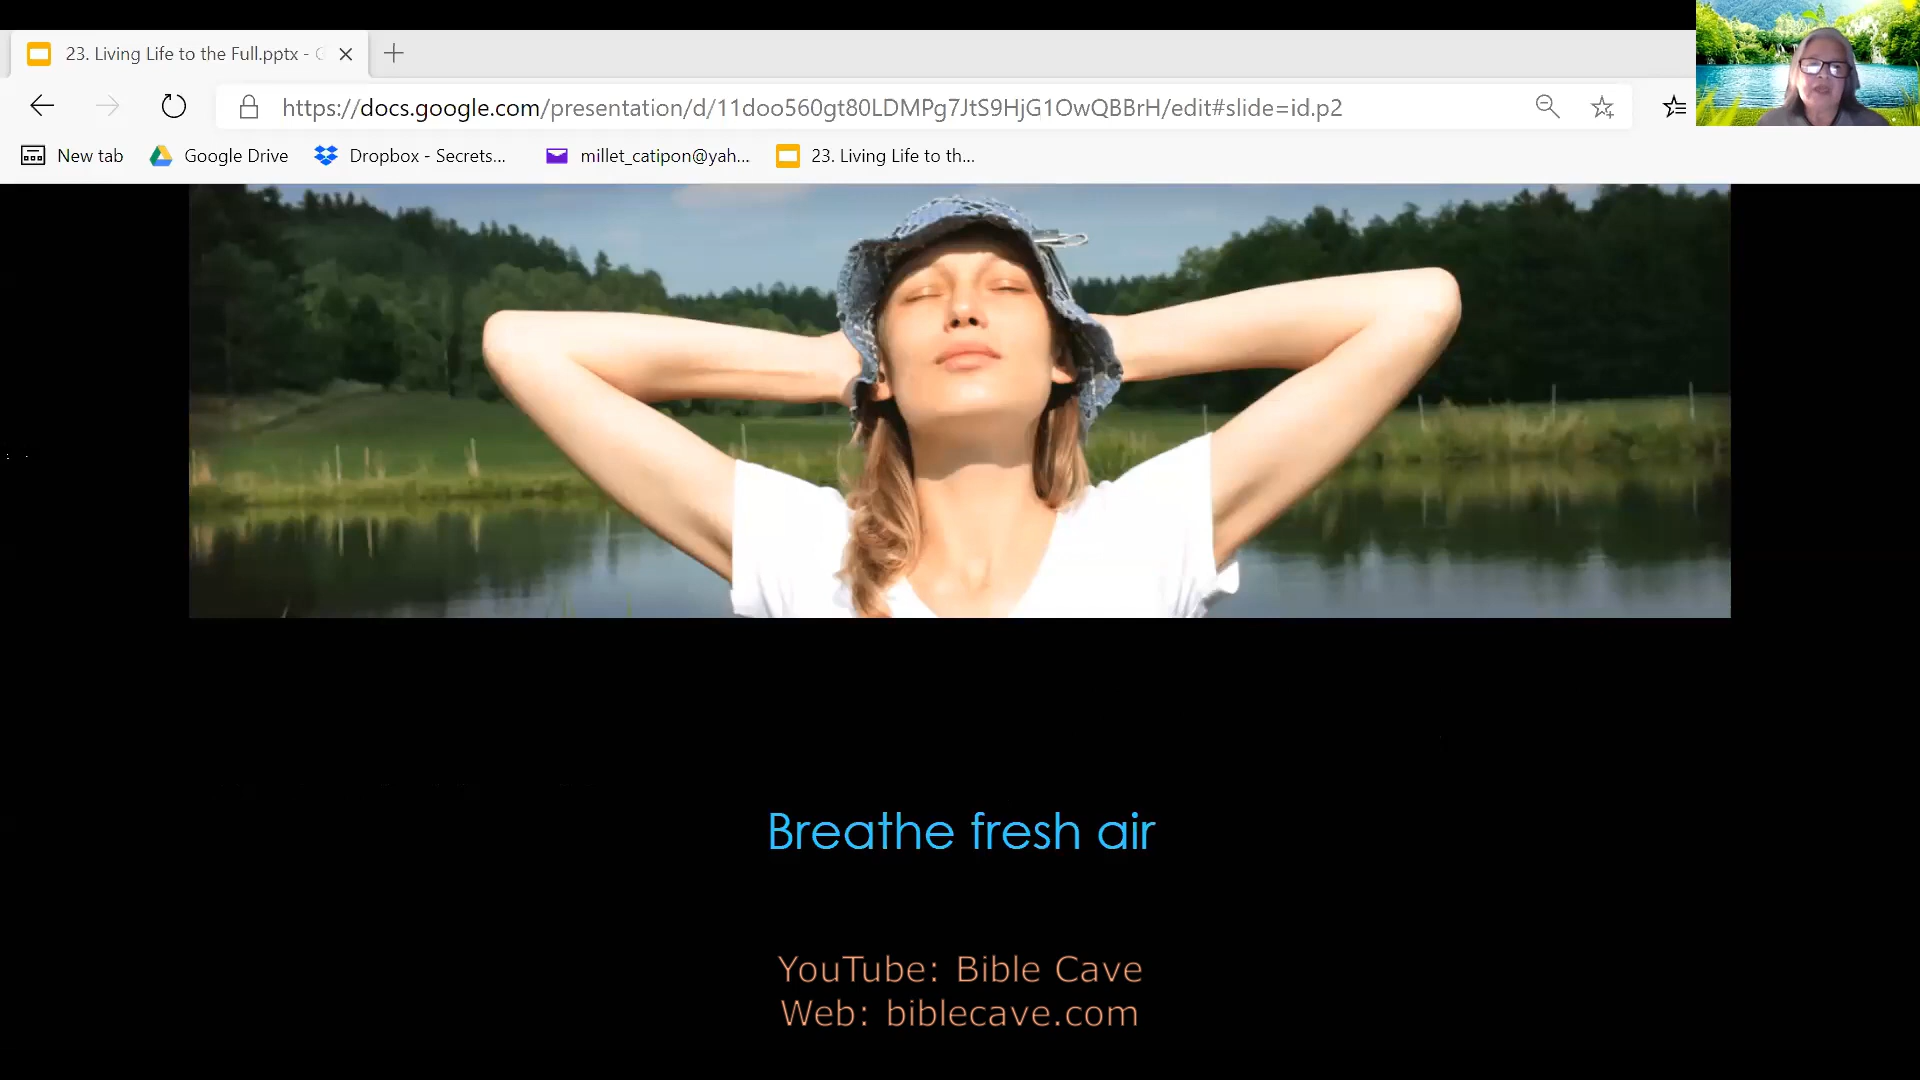 23. Living Life to the Full.pptx - G
https://docs.google.com/presentation/d/11doo560gt80LDMPg7JtS9HjG1OwQBBrH/edit#slide=id.p2
New tab
Google Drive
Dropbox - Secrets...
millet_catipon@yah...
23. Living Life to th...
Breathe fresh air
YouTube: Bible Cave
Web: biblecave.com